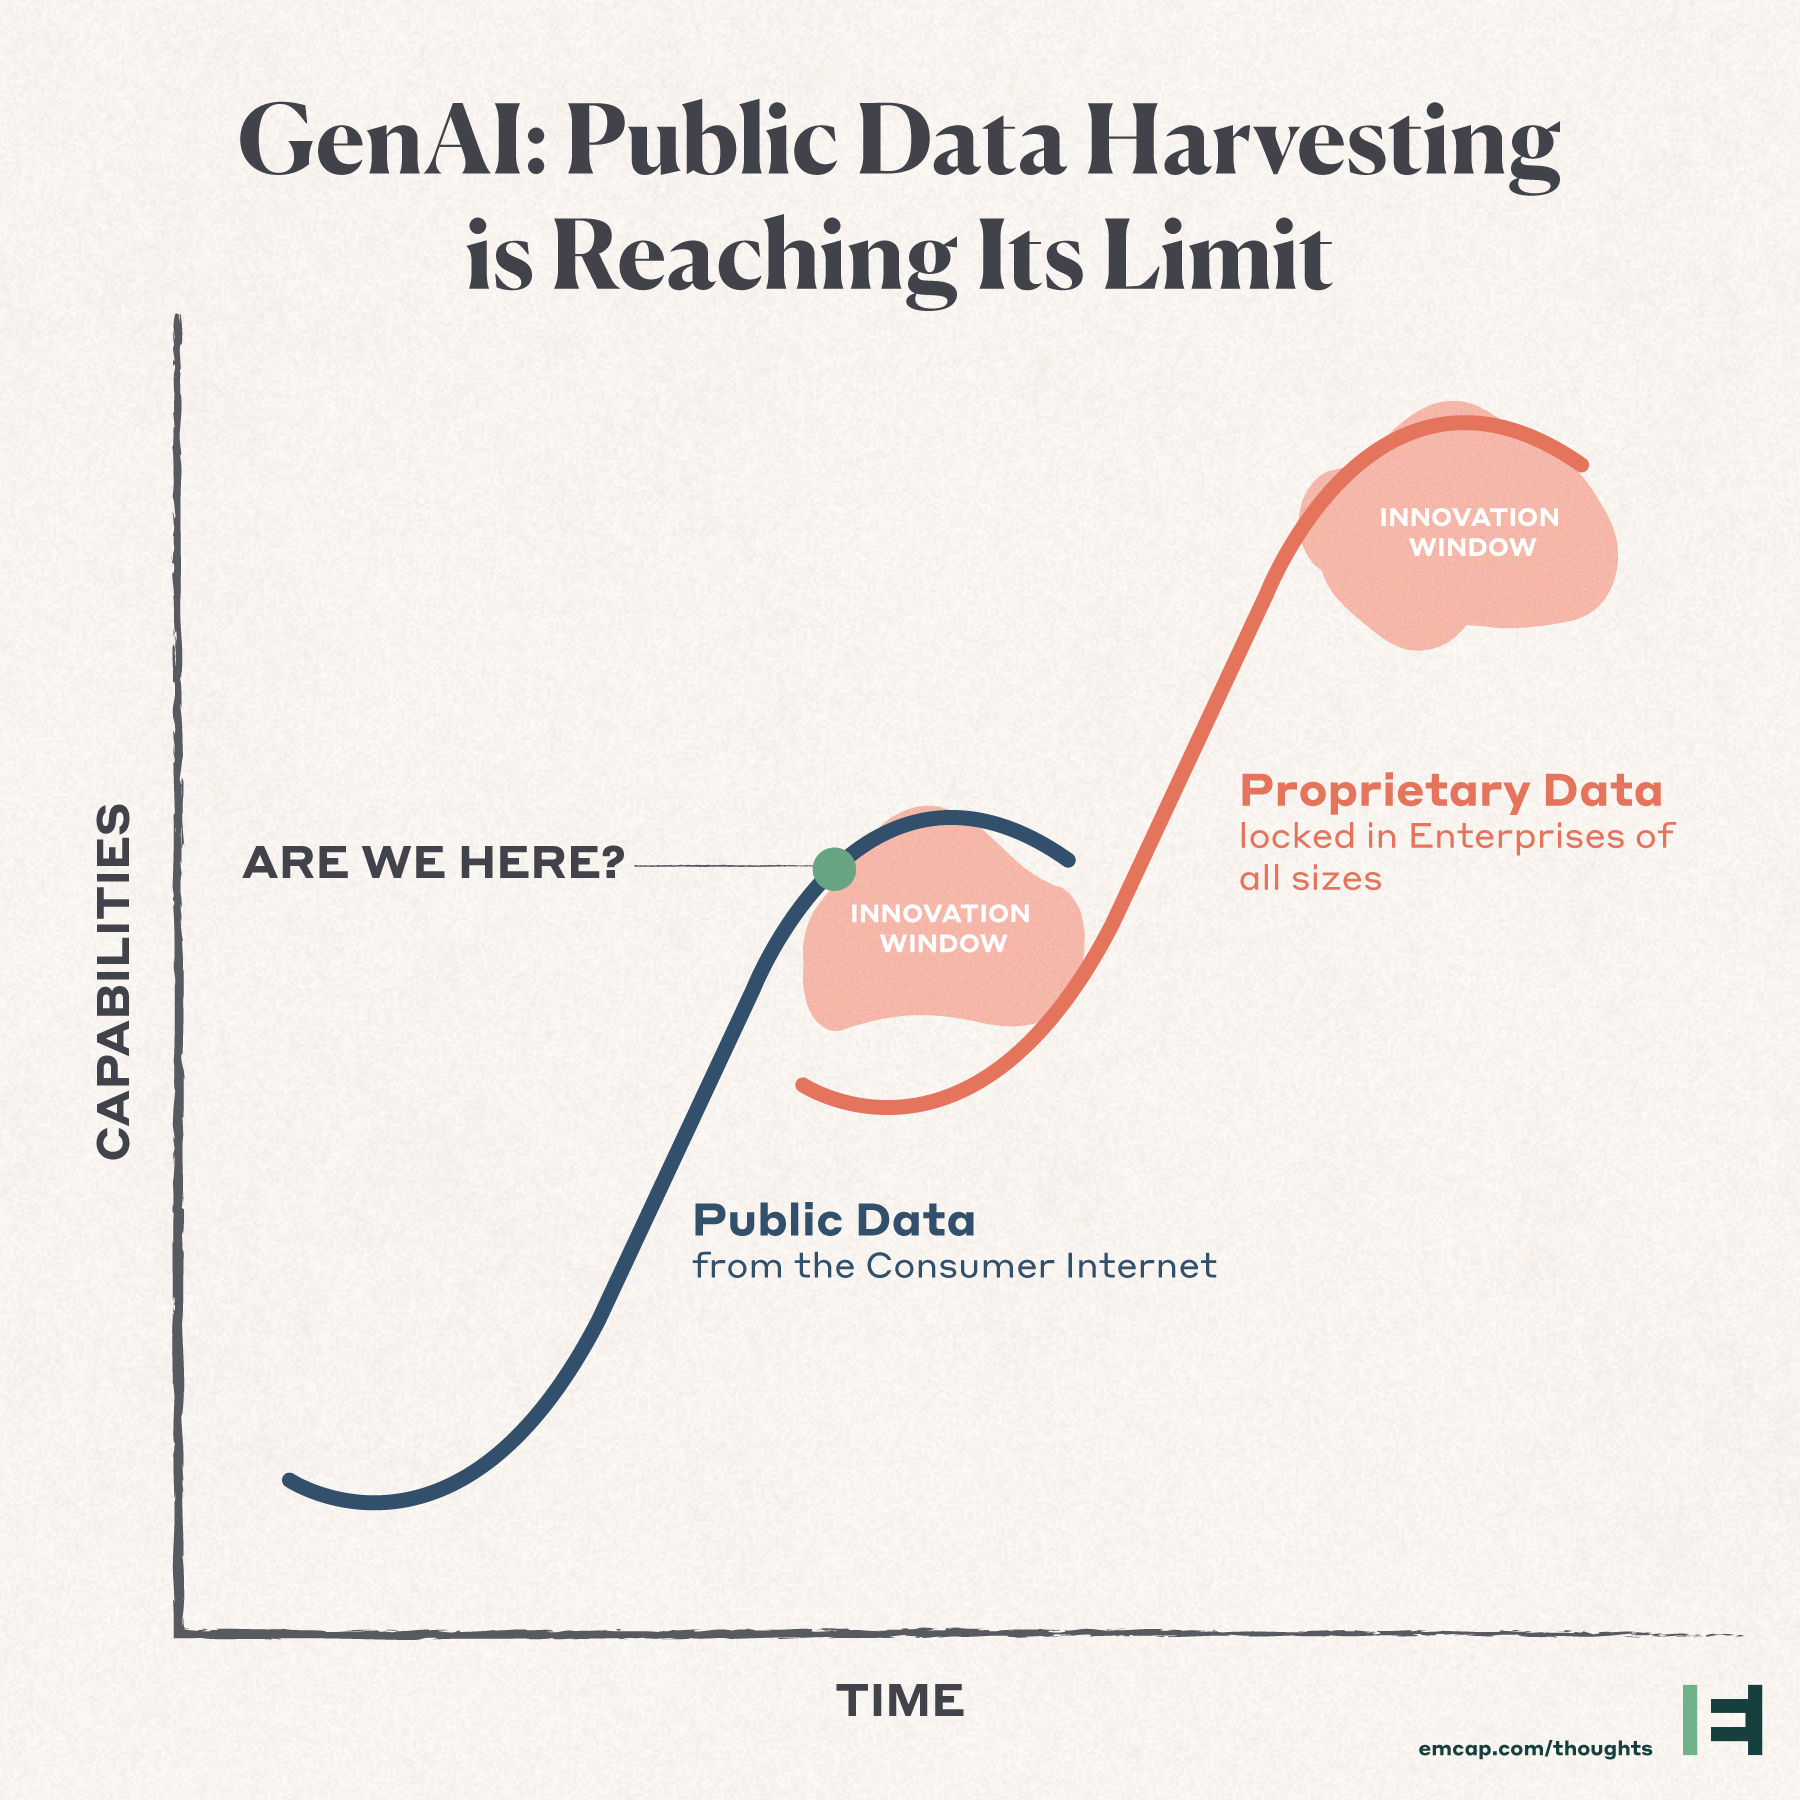 GenAI: Public Data Harvesting
is Reaching Its Limit
INNOVATION
WINDOW
Proprietary Data
locked in Enterprises of
all sizes
ARE WE HERE?
INNOVATION
WINDOW
CAPABILITIES
Public Data
from the Consumer Internet
TIME
emcap.com/thoughts